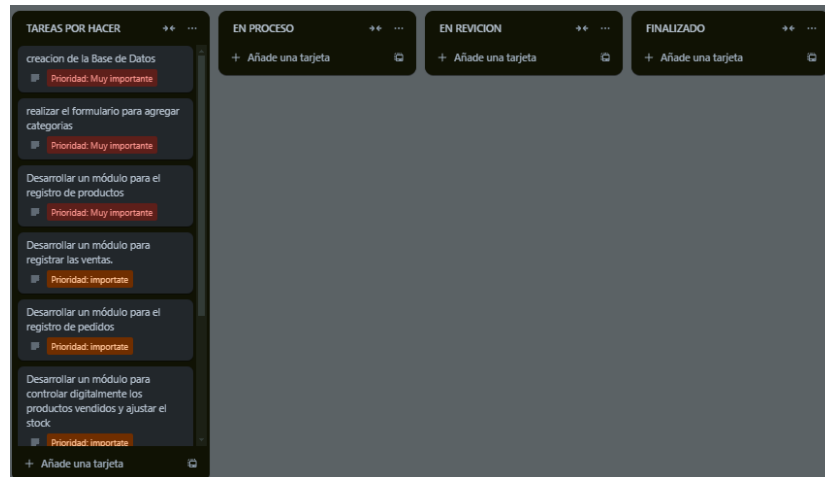 TAREAS POR HACER
creacion de la Base de Datos
Prioridad: Muy importante
realizar el formulario para agregar
categorias
Prioridad: Muy importante
Desarrollar un módulo para el
registro de productos
Prioridad: Muy importante
Desarrollar un módulo para
registrar las ventas.
Prioridad: importate
Desarrollar un módulo para el
registro de pedidos
Prioridad: importate
Desarrollar un módulo para
controlar digitalmente los
productos vendidos y ajustar el
stock
Prioridad: importate
+ Añade una tarjeta
EN PROCESO
+ Añade una tarjeta
EN REVICION
+ Añade una tarjeta
FINALIZADO
+ Añade una tarjeta